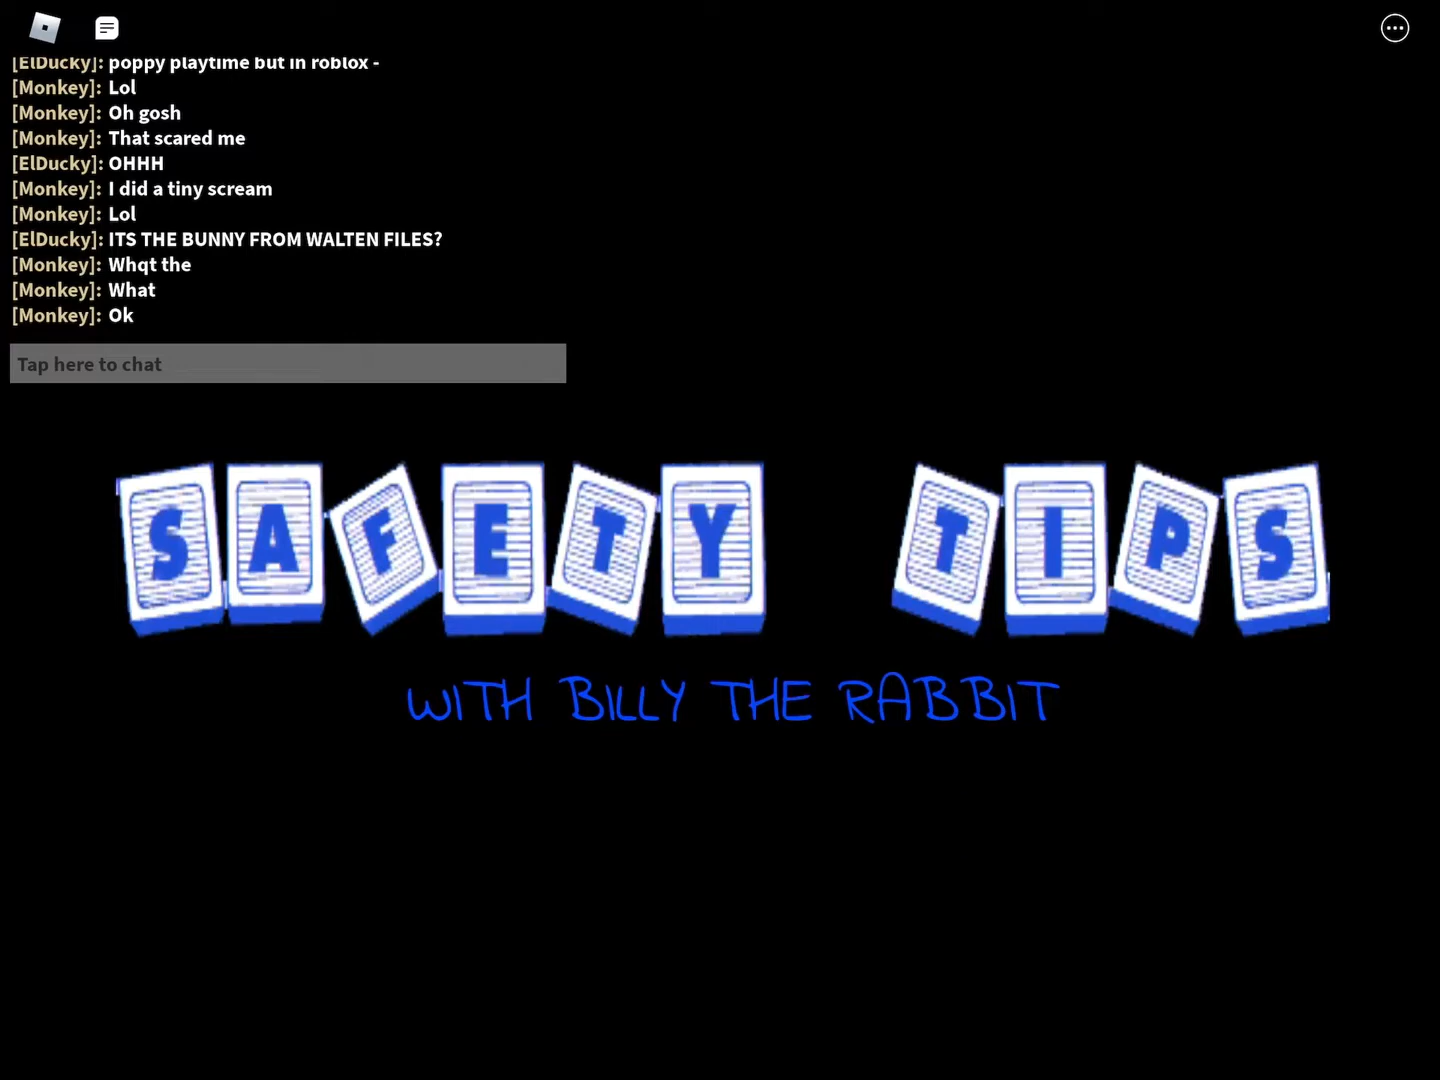 [ElDucky]: poppy playtime but in roblox -
[Monkey]: Lol
[Monkey]: Oh gosh
[Monkey]: That scared me
[ElDucky]: OHHH
[Monkey]: I did a tiny scream
[Monkey]: Lol
[ElDucky]: ITS THE BUNNY FROM WALTEN FILES?
[Monkey]: Whqt the
[Monkey]: What
[Monkey]: Ok
Tap here to chat
SAFETY TIPS
WITH BILLY THE RABBIT